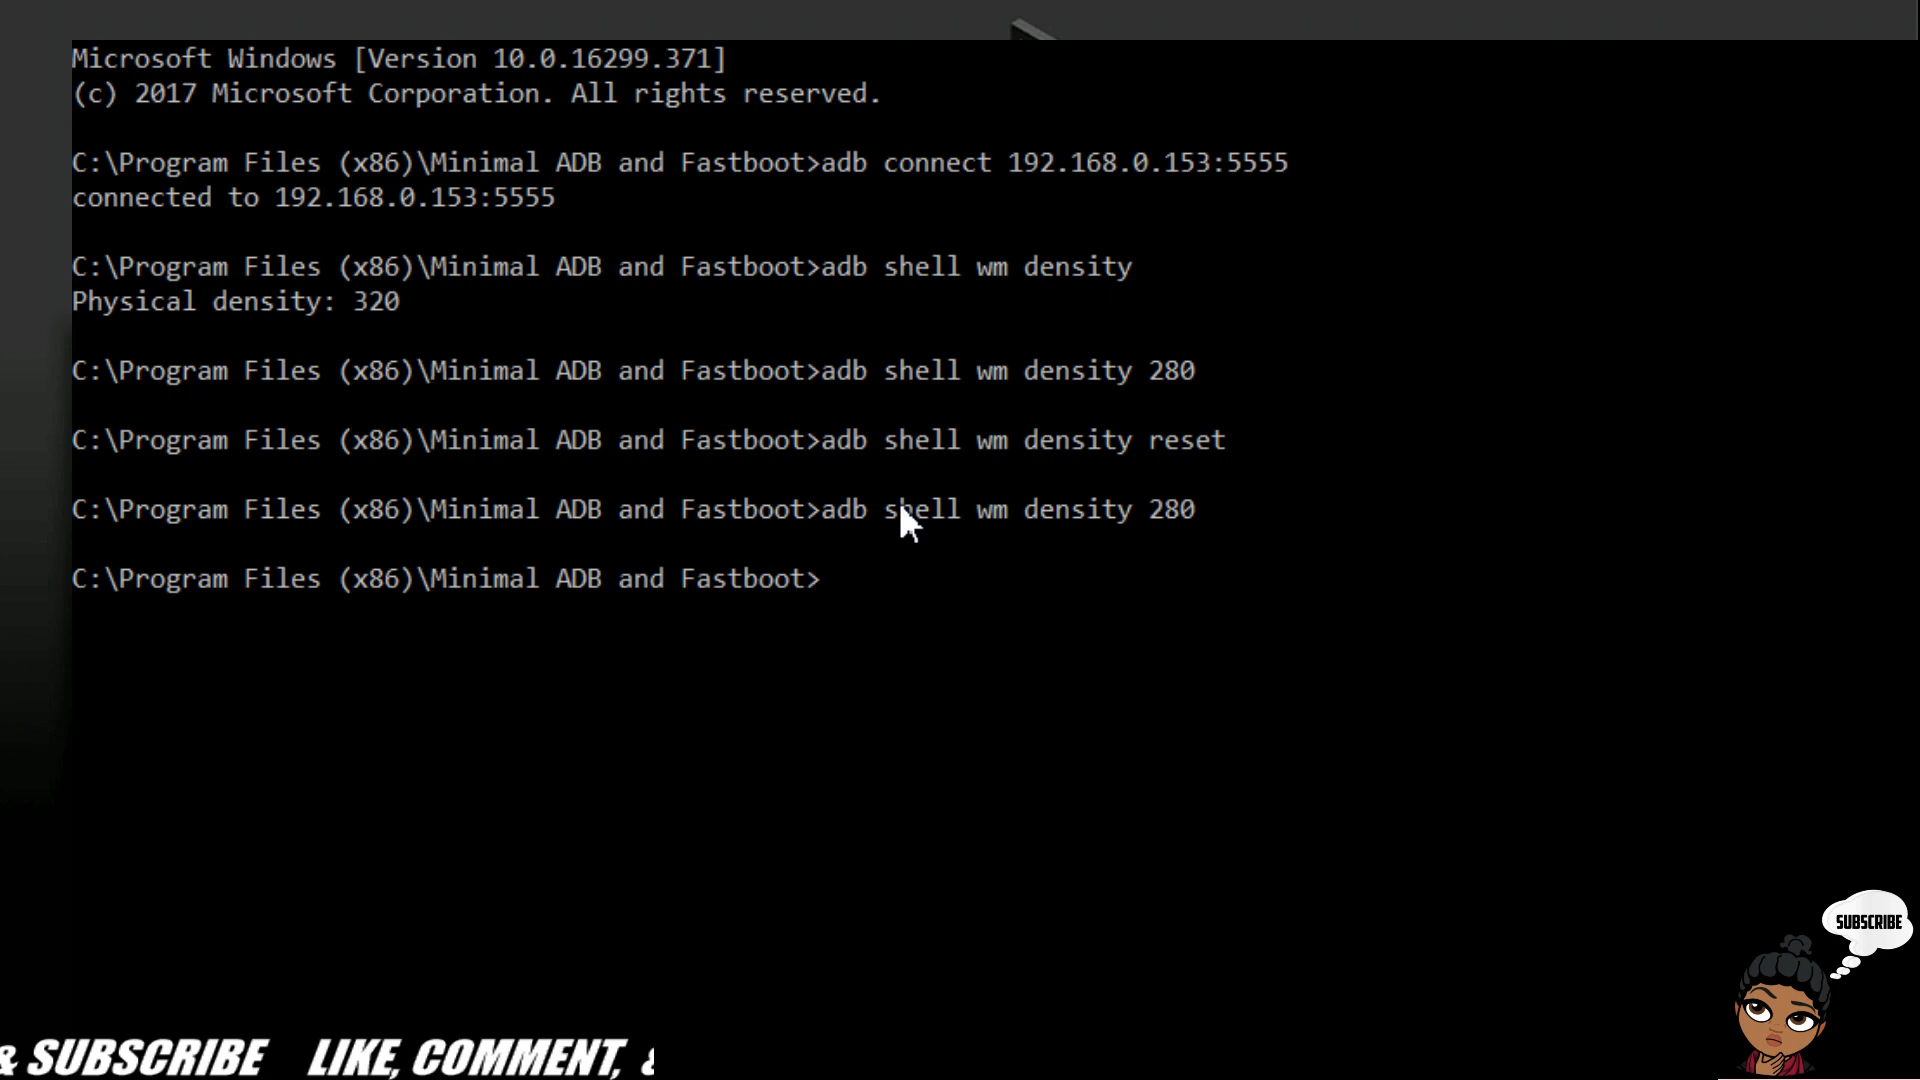 Microsoft Windows [Version 10.0.16299.371]
(c) 2017 Microsoft Corporation. All rights reserved.
C:\Program Files (x86)\Minimal ADB and Fastboot>adb connect 192.168.0.153:5555
connected to 192.168.0.153:5555
C:\Program Files (x86)\Minimal ADB and Fastboot>adb shell wm density
Physical density: 320
C:\Program Files (x86)\Minimal ADB and Fastboot>adb shell wm density 280
C:\Program Files (x86)\Minimal ADB and Fastboot>adb shell wm density reset
C:\Program Files (x86)\Minimal ADB and Fastboot>adb shell wm density 280
C:\Program Files (x86)\Minimal ADB and Fastboot>
SUBSCRIBE
& SUBSCRIBE LIKE, COMMENT, &